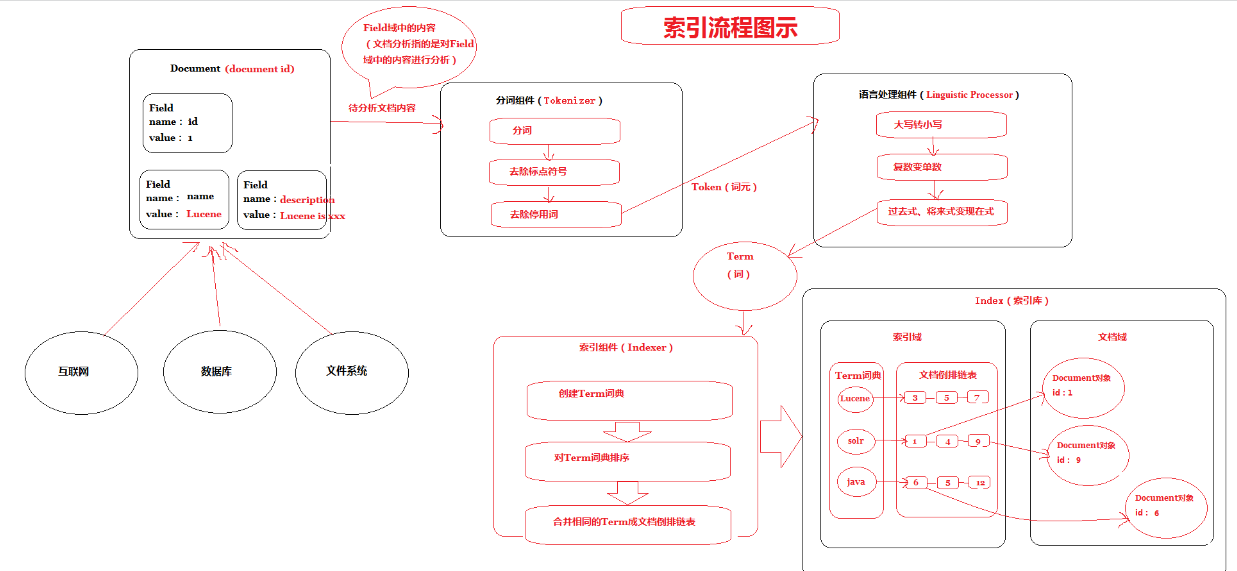 索引流程图示
Field域中的内容
（文档分析指的是对Field
域中的内容进行分析）
Document (document id)
Field
name： id
value： 1
Field
name： name
value： Lucene
Field
name：description
value：Lucene is xxx
待分析文档内容
分词组件（Tokenizer）
分词
去除标点符号
去除停用词
Token（词元）
语言处理组件（Linguistic Processor）
大写转小写
复数变单数
过去式、将来式变现在式
Term
（词）
互联网
数据库
文件系统
索引组件（Indexer）
创建Term词典
对Term词典排序
合并相同的Term成文档倒排链表
Index（索引库）
索引域
Term词典
文档倒排链表
Lucene
3 5 7
solr
1 4 9
java
6 5 12
文档域
Document对象
id：1
Document对象
id： 9
Document对象
id： 6